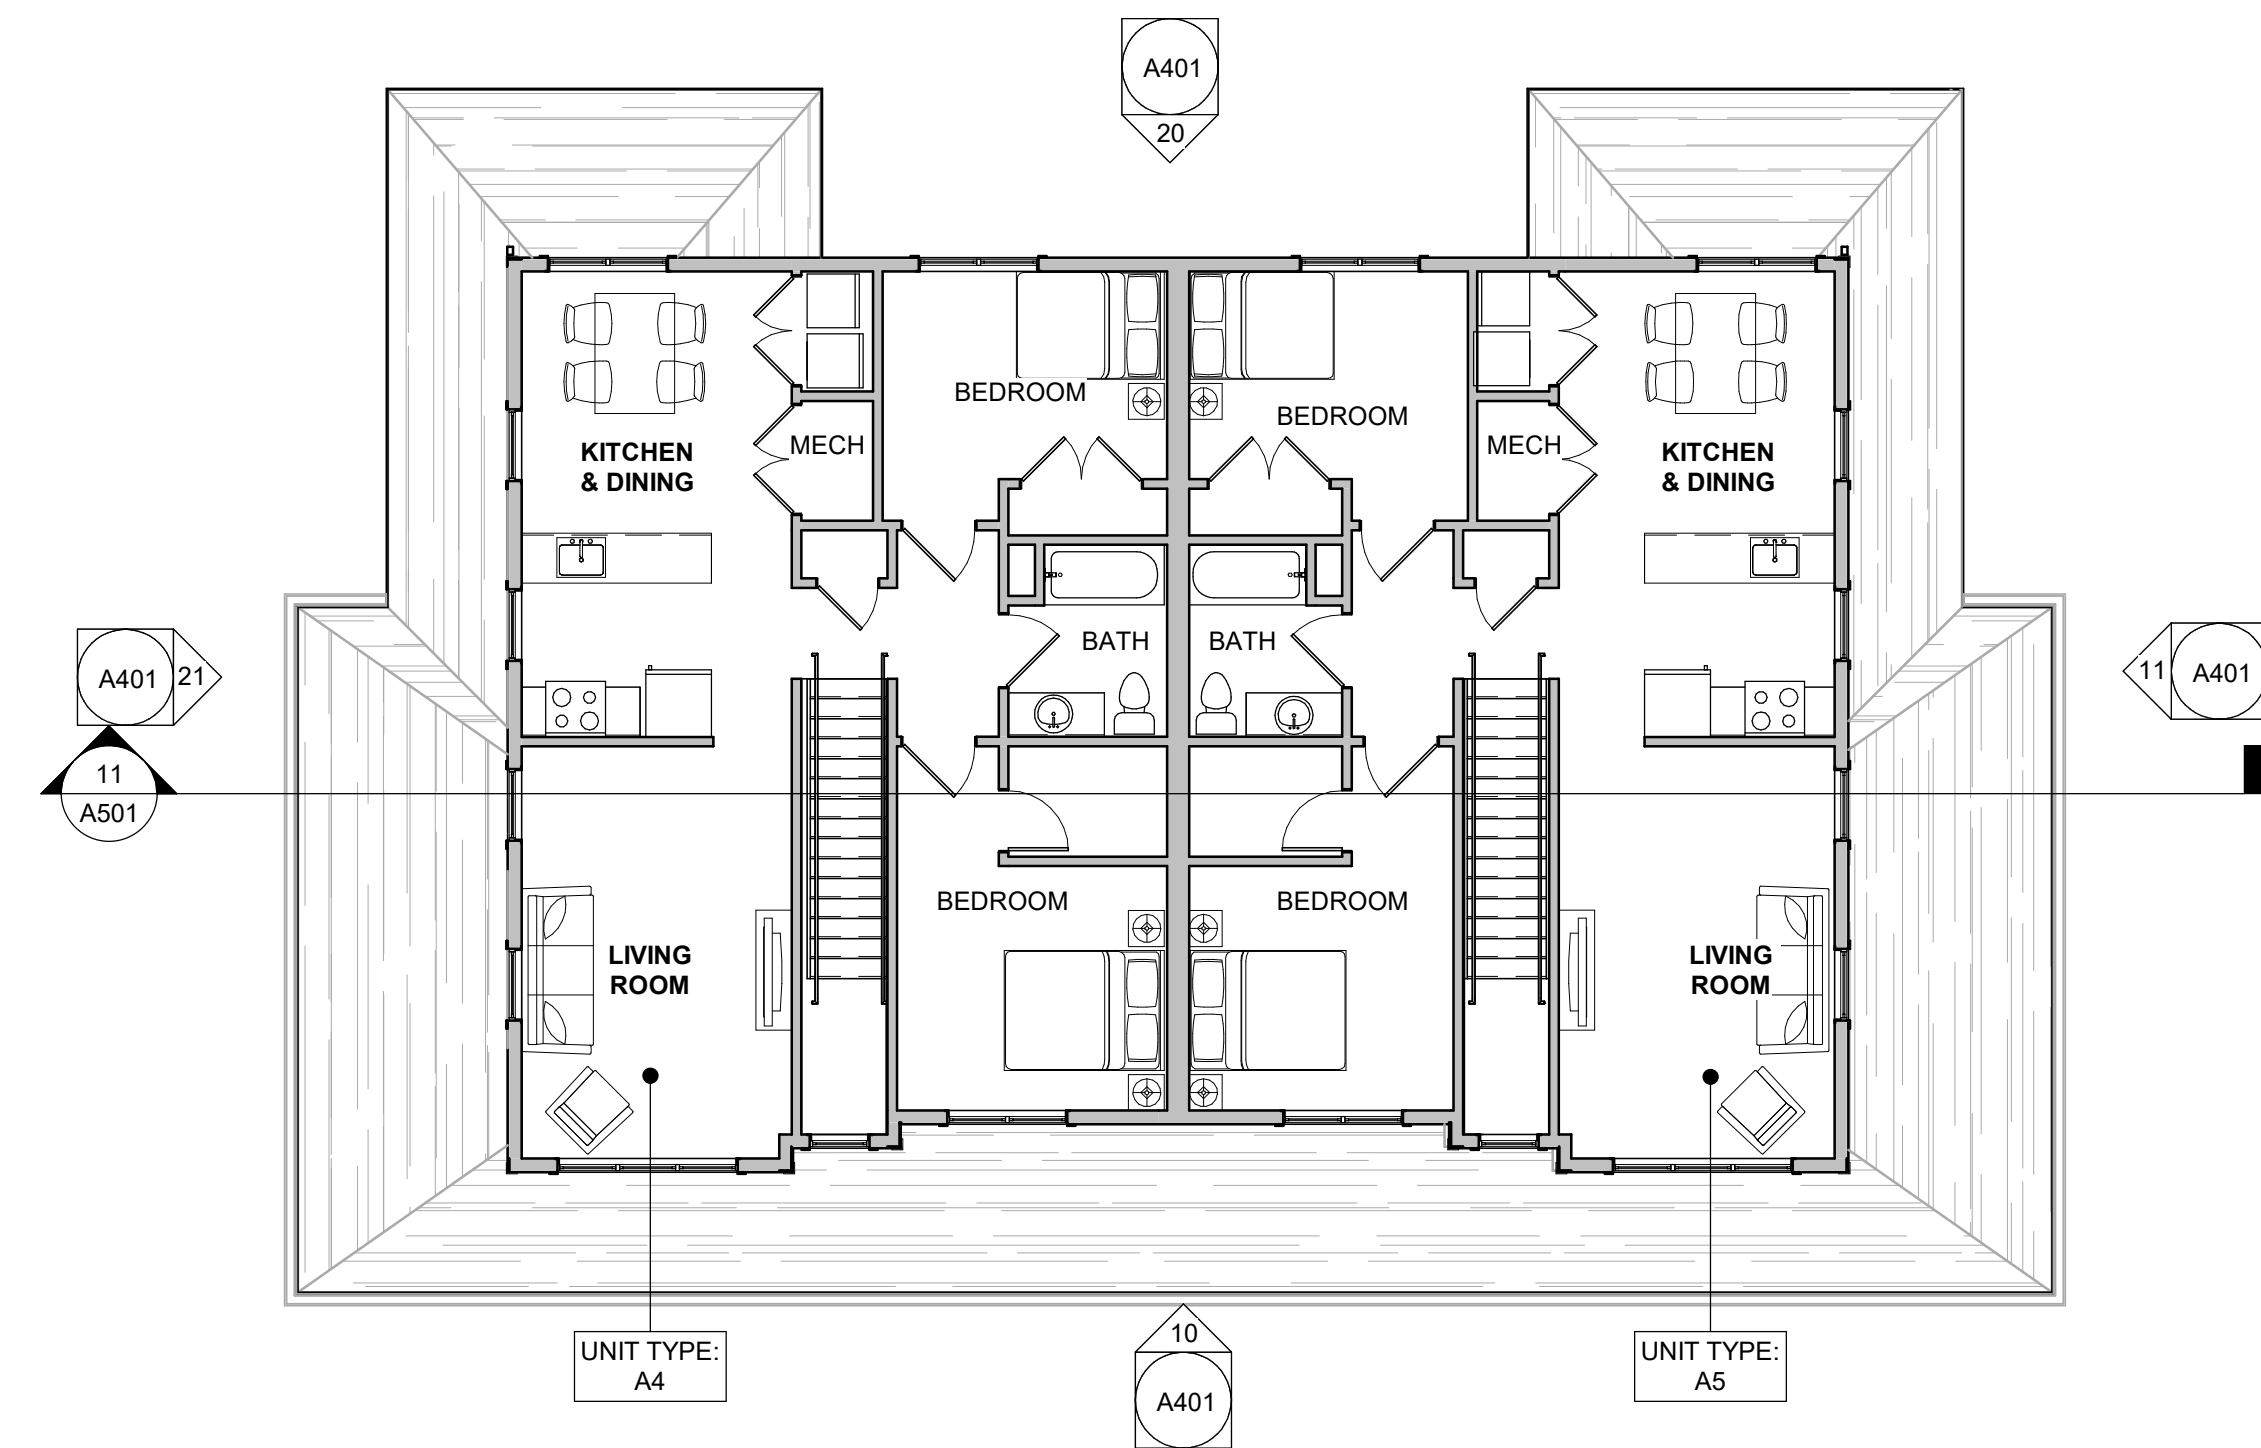 A401
20
BEDROOM
BEDROOM
KITCHEN
& DINING
MECH
MECH
KITCHEN
& DINING
BATH
BATH
A401
21
11
A401
11
A501
BEDROOM
BEDROOM
LIVING
ROOM
LIVING
ROOM
UNIT TYPE:
A4
10
A401
UNIT TYPE:
A5